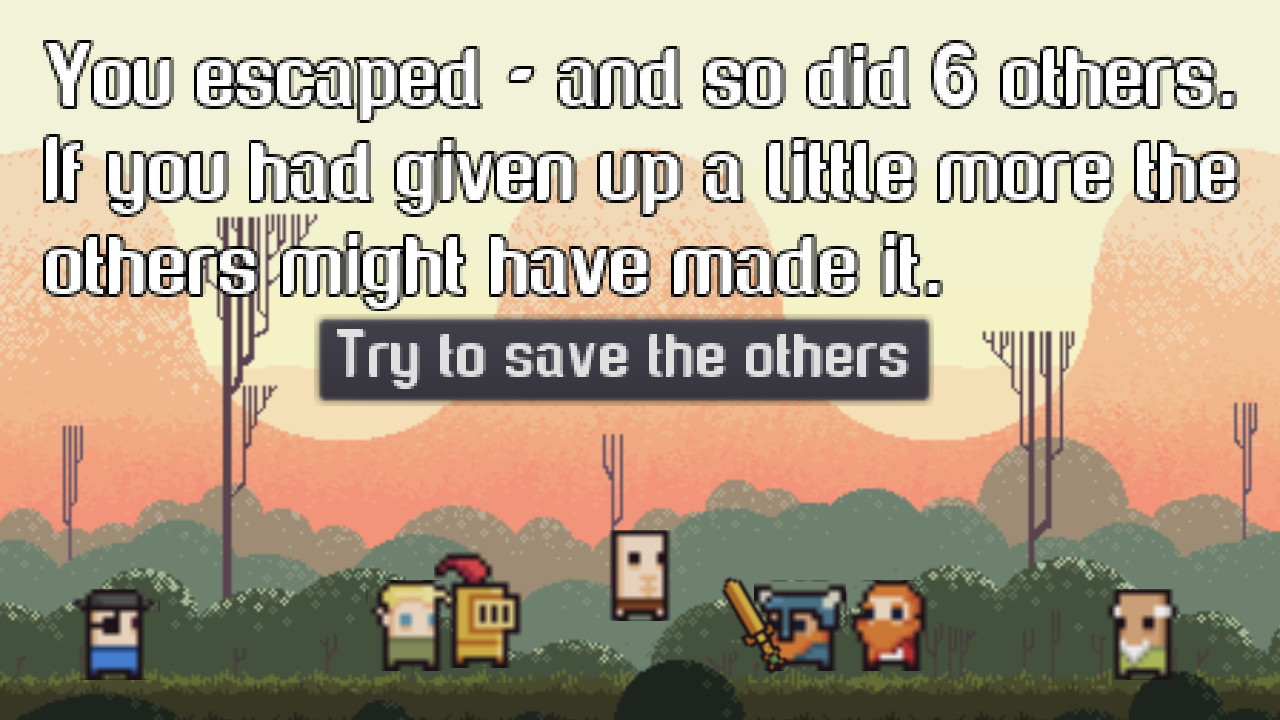 You escaped - and so did 6 others.
If you had given up a little more the
others might have made it.
Try to save the others